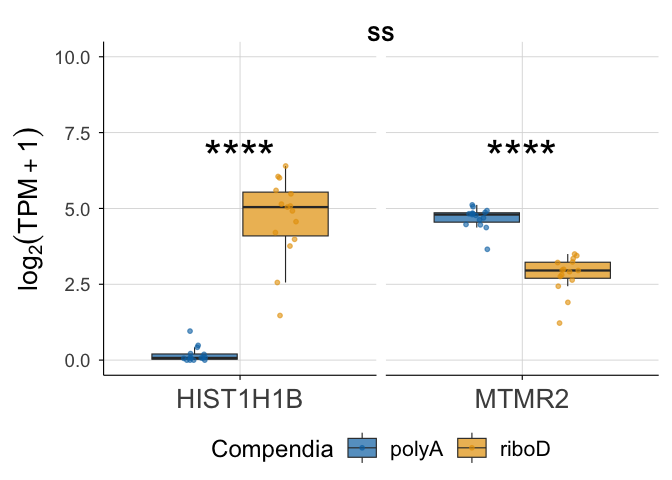 SS
log₂(TPM + 1)
10.0
7.5
5.0
2.5
0.0
**** ****
HIST1H1B MTMR2
Compendia polyA riboD